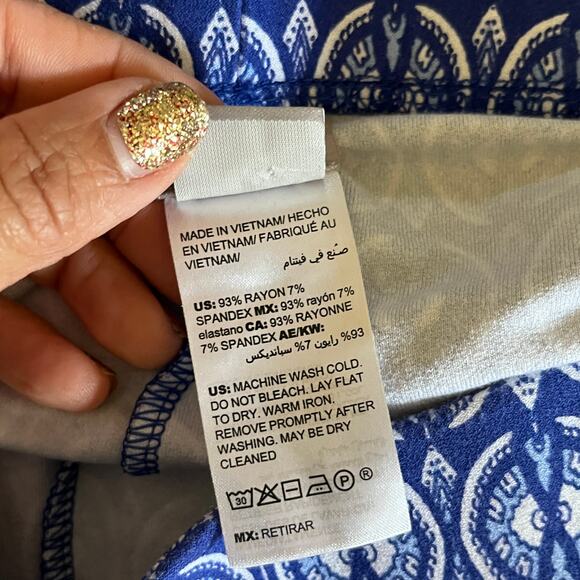 MADE IN VIETNAM/ HECHO
EN VIETNAM/ FABRIQUÉ AU
VIETNAM/
صنع في فيتنام
US: 93% RAYON 7%
SPANDEX MX: 93% rayón 7%
elastano CA: 93% RAYONNE
7% SPANDEX AE/KW:
93% رايون 7% سباندیکس
US: MACHINE WASH COLD.
DO NOT BLEACH. LAY FLAT
TO DRY. WARM IRON.
REMOVE PROMPTLY AFTER
WASHING. MAY BE DRY
CLEANED
30 P ®
MX: RETIRAR